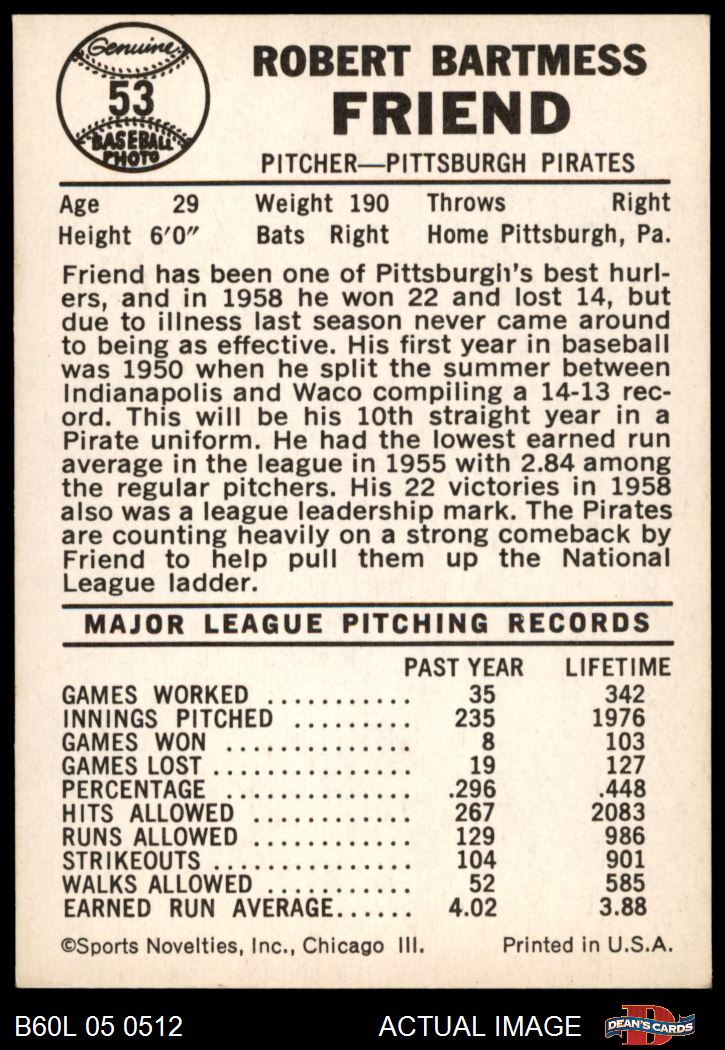 Genuine
53
BASEBALL
PHOTO
ROBERT BARTMESS
FRIEND
PITCHER—PITTSBURGH PIRATES
Age 29 Weight 190 Throws Right
Height 6'0" Bats Right Home Pittsburgh, Pa.
Friend has been one of Pittsburgh's best hurl-
ers, and in 1958 he won 22 and lost 14, but
due to illness last season never came around
to being as effective. His first year in baseball
was 1950 when he split the summer between
Indianapolis and Waco compiling a 14-13 rec-
ord. This will be his 10th straight year in a
Pirate uniform. He had the lowest earned run
average in the league in 1955 with 2.84 among
the regular pitchers. His 22 victories in 1958
also was a league leadership mark. The Pirates
are counting heavily on a strong comeback by
Friend to help pull them up the National
League ladder.
MAJOR LEAGUE PITCHING RECORDS
PAST YEAR LIFETIME
GAMES WORKED ........... 35 342
INNINGS PITCHED ......... 235 1976
GAMES WON .............. 8 103
GAMES LOST ............... 19 127
PERCENTAGE .............. .296 .448
HITS ALLOWED ............ 267 2083
RUNS ALLOWED ............ 129 986
STRIKEOUTS ............... 104 901
WALKS ALLOWED ........... 52 585
EARNED RUN AVERAGE...... 4.02 3.88
©Sports Novelties, Inc., Chicago Ill. Printed in U.S.A.
B60L 05 0512 ACTUAL IMAGE D DEAN'S CARDS